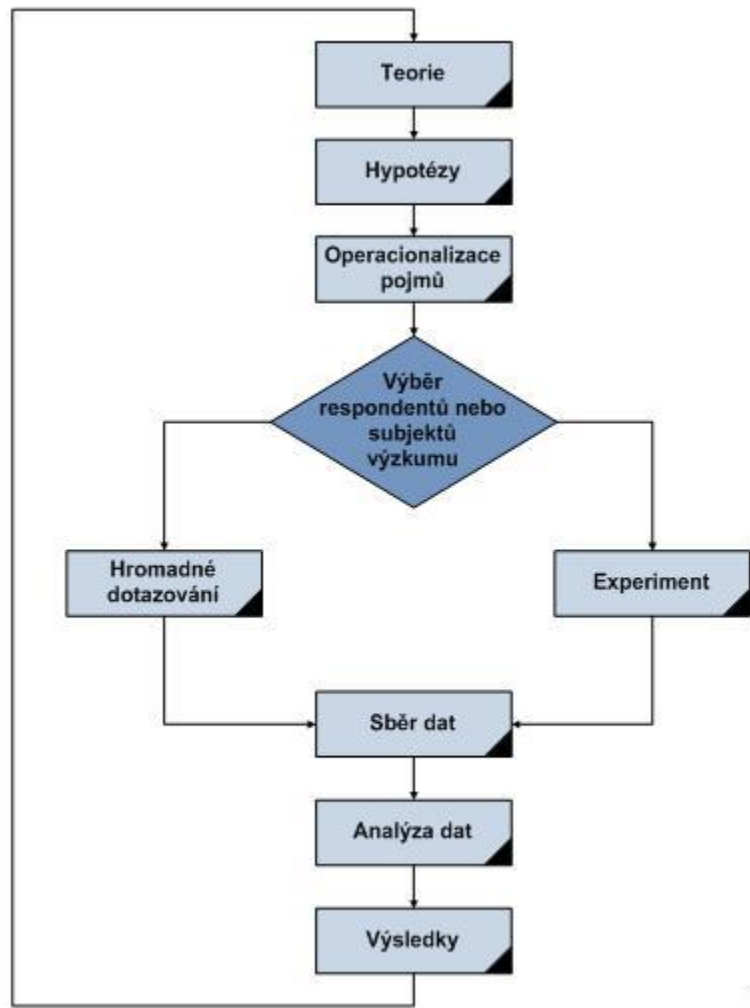 Teorie
Hypotézy
Operacionalizace
pojmů
Výběr
respondentů nebo
subjektů
výzkumu
Hromadné
dotazování
Experiment
Sběr dat
Analýza dat
Výsledky